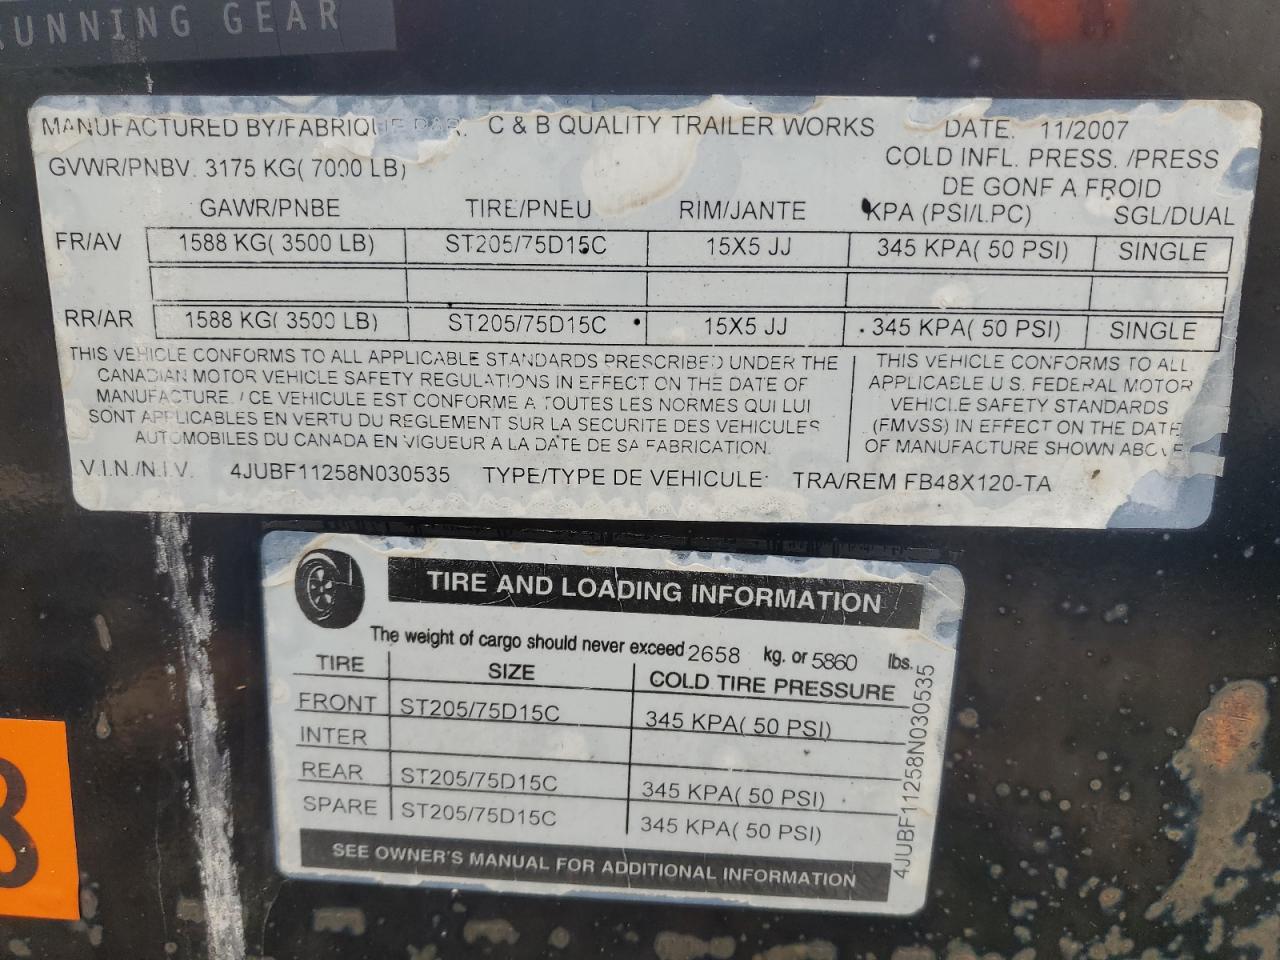 RUNNING GEAR
MANUFACTURED BY/FABRIQUE PAR: C & B QUALITY TRAILER WORKS DATE: 11/2007
GVWR/PNBV. 3175 KG( 7000 LB) COLD INFL. PRESS. /PRESS
DE GONF A FROID
GAWR/PNBE TIRE/PNEU RIM/JANTE KPA (PSI/LPC) SGL/DUAL
FR/AV 1588 KG( 3500 LB) ST205/75D15C 15X5 JJ 345 KPA( 50 PSI) SINGLE
RR/AR 1588 KG( 3500 LB) ST205/75D15C 15X5 JJ 345 KPA( 50 PSI) SINGLE
THIS VEHICLE CONFORMS TO ALL APPLICABLE STANDARDS PRESCRIBED UNDER THE
CANADIAN MOTOR VEHICLE SAFETY REGULATIONS IN EFFECT ON THE DATE OF
MANUFACTURE. / CE VEHICULE EST CONFORME A TOUTES LES NORMES QUI LUI
SONT APPLICABLES EN VERTU DU REGLEMENT SUR LA SECURITE DES VEHICULES
AUTOMOBILES DU CANADA EN VIGUEUR A LA DATE DE SA FABRICATION.
THIS VEHICLE CONFORMS TO ALL
APPLICABLE U.S. FEDERAL MOTOR
VEHICLE SAFETY STANDARDS
(FMVSS) IN EFFECT ON THE DATE
OF MANUFACTURE SHOWN ABOVE.
V.I.N./N.I.V. 4JUBF11258N030535 TYPE/TYPE DE VÉHICULE: TRA/REM FB48X120-TA
TIRE AND LOADING INFORMATION
The weight of cargo should never exceed 2658 kg. or 5860 lbs.
TIRE SIZE COLD TIRE PRESSURE
FRONT ST205/75D15C 345 KPA( 50 PSI)
INTER
REAR ST205/75D15C 345 KPA( 50 PSI)
SPARE ST205/75D15C 345 KPA( 50 PSI)
SEE OWNER'S MANUAL FOR ADDITIONAL INFORMATION
4JUBF11258N030535